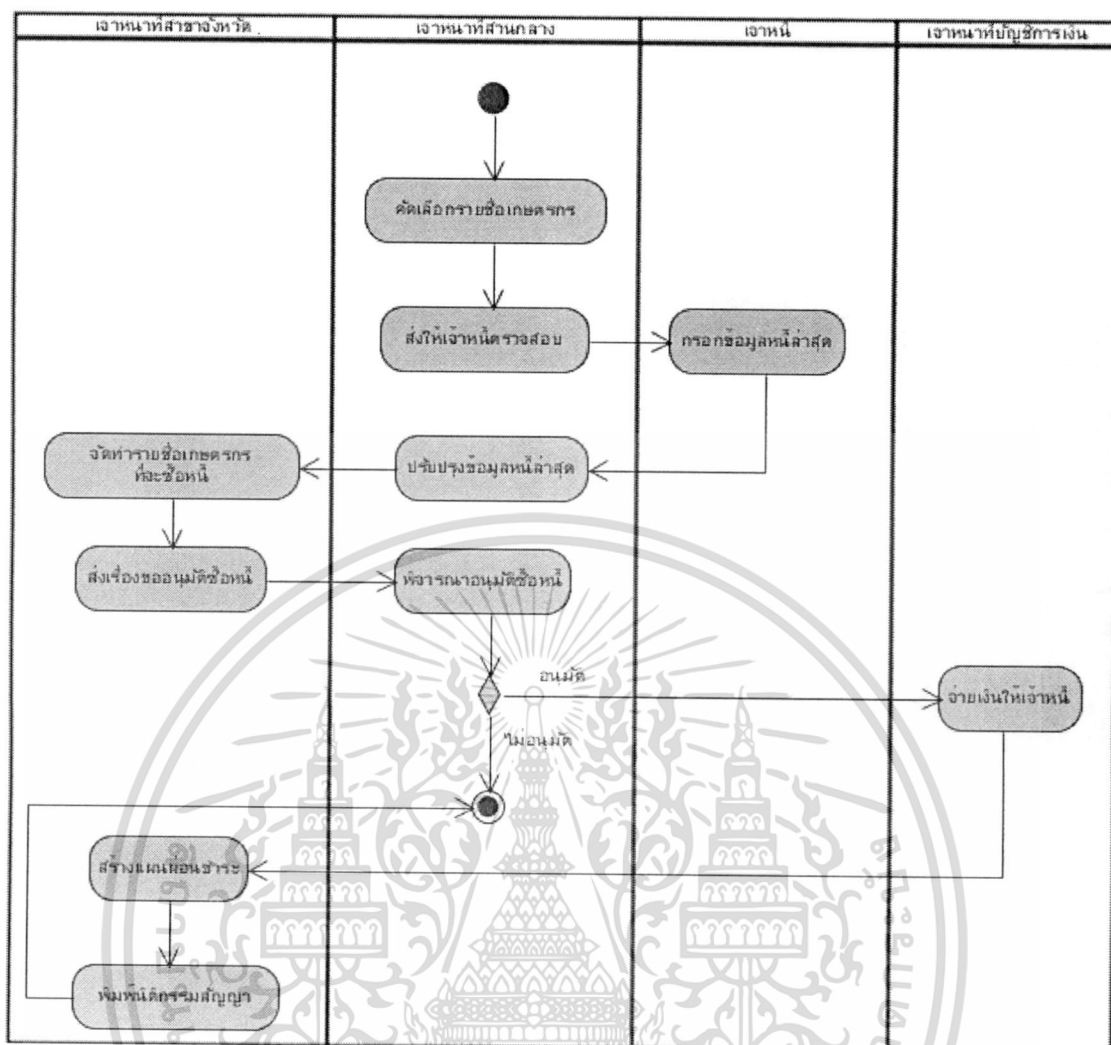 เจ้าหน้าที่สาขาจังหวัด
เจ้าหน้าที่ส่วนกลาง
เจ้าหนี้
เจ้าหน้าที่บัญชีการเงิน
คัดเลือกรายชื่อเกษตรกร
ส่งให้เจ้าหนี้ตรวจสอบ
กรอกข้อมูลหนี้ล่าสุด
ปรับปรุงข้อมูลหนี้ล่าสุด
จัดทำรายชื่อเกษตรกร
ที่จะซื้อหนี้
ส่งเรื่องขออนุมัติซื้อหนี้
พิจารณาอนุมัติซื้อหนี้
อนุมัติ
จ่ายเงินให้เจ้าหนี้
ไม่อนุมัติ
สร้างแผนผ่อนชำระ
พิมพ์นิติกรรมสัญญา